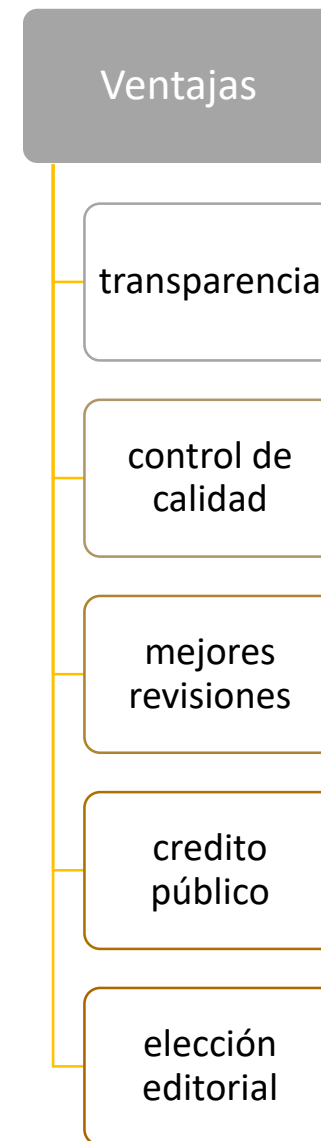 Ventajas
transparencia
control de
calidad
mejores
revisiones
credito
público
elección
editorial